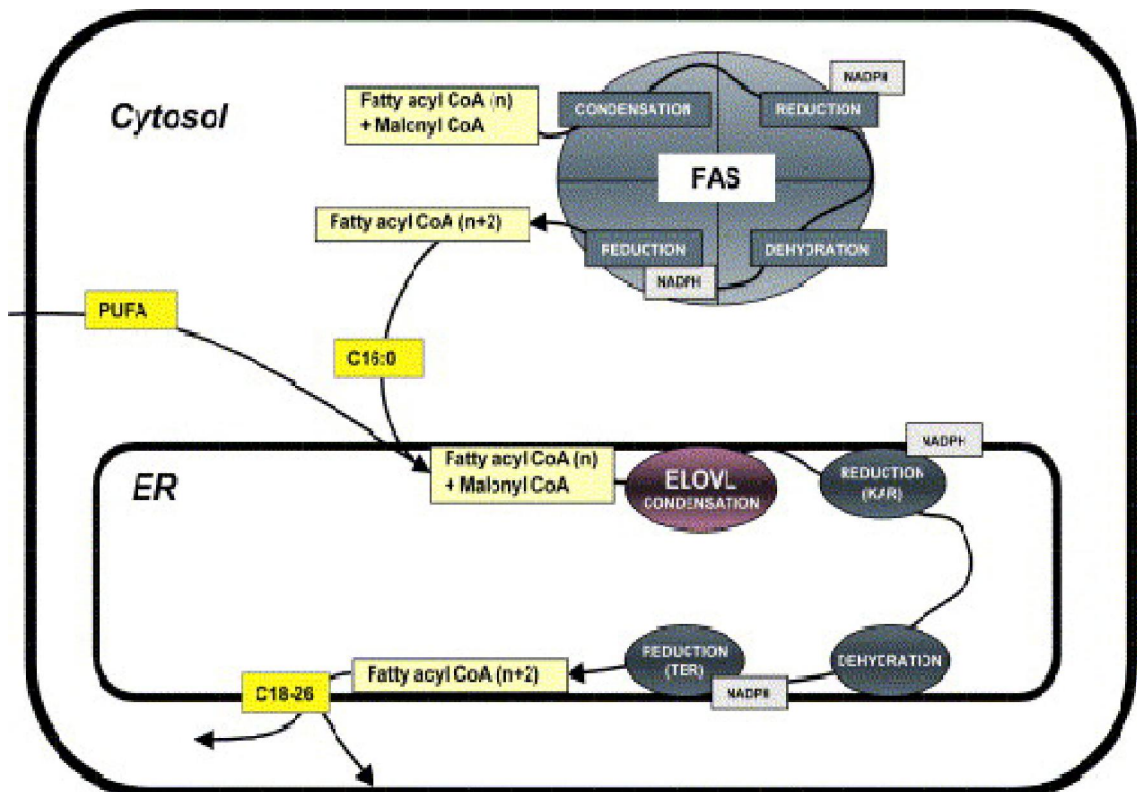 Cytosol
Fatty acyl CoA (n)
+ Malonyl CoA
CONDENSATION
REDUCTION
NADPH
FAS
Fatty acyl CoA (n+2)
REDUCTION
NADPH
DEHYDRATION
PUFA
C16:0
ER
Fatty acyl CoA (n)
+ Malonyl CoA
ELOVL
CONDENSATION
REDUCTION
(KAR)
NADPH
C18-26
Fatty acyl CoA (n+2)
REDUCTION
(TER)
NADPH
DEHYDRATION